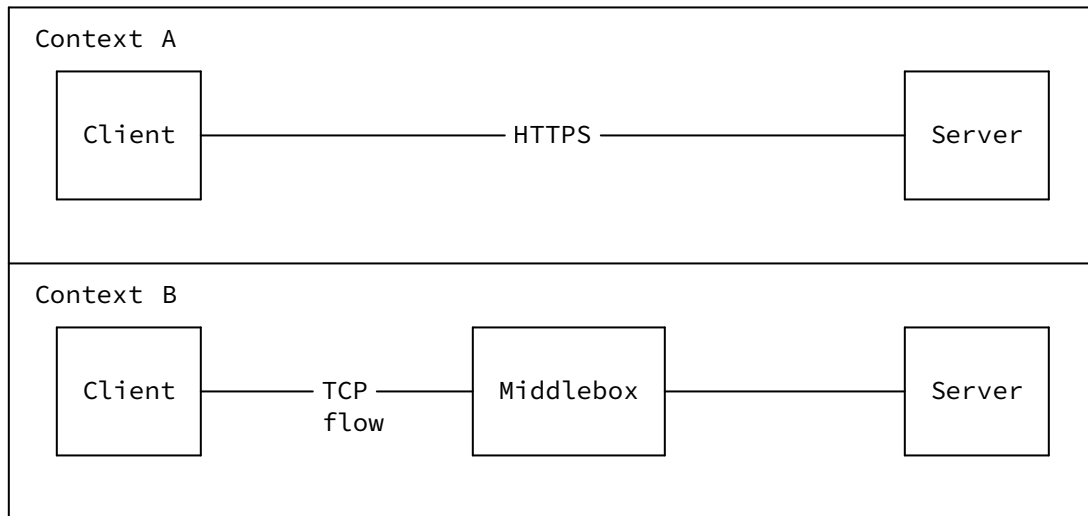 Context A
Client HTTPS Server
Context B
Client TCP Middlebox Server
flow